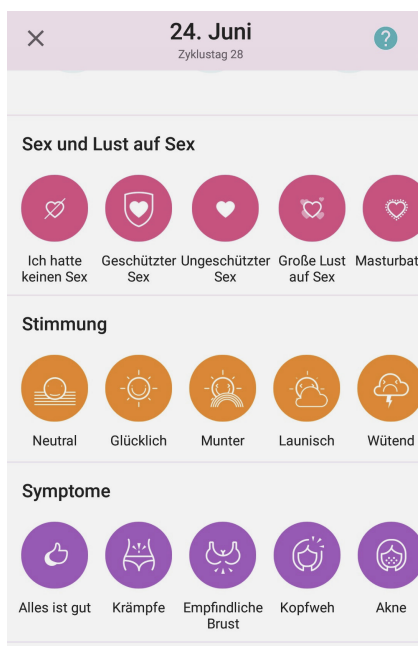 24. Juni
Zyklustag 28
?
Sex und Lust auf Sex
Ich hatte keinen Sex
Geschützter Sex
Ungeschützter Sex
Große Lust auf Sex
Masturbat
Stimmung
Neutral
Glücklich
Munter
Launisch
Wütend
Symptome
Alles ist gut
Krämpfe
Empfindliche Brust
Kopfweh
Akne